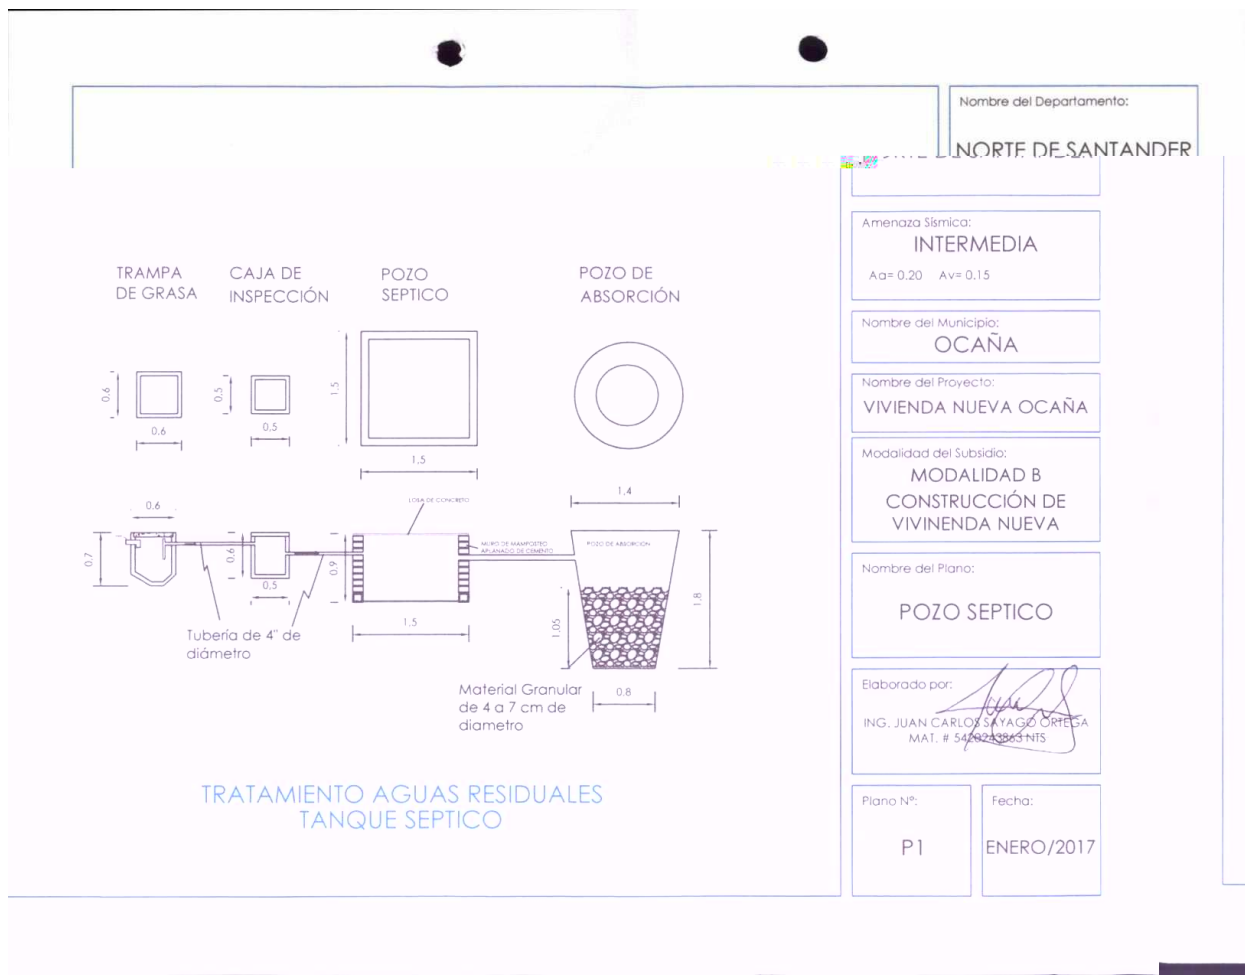 Nombre del Departamento:
NORTE DE SANTANDER
Amenaza Sísmica:
INTERMEDIA
Aa= 0.20 Av= 0.15
Nombre del Municipio:
OCAÑA
Nombre del Proyecto:
VIVIENDA NUEVA OCAÑA
Modalidad del Subsidio:
MODALIDAD B
CONSTRUCCIÓN DE
VIVINENDA NUEVA
Nombre del Plano:
POZO SEPTICO
Elaborado por:
ING. JUAN CARLOS SAYAGO ORTEGA
MAT. # 5420243863 NTS
Plano Nº:
P1
Fecha:
ENERO/2017
TRAMPA
DE GRASA
CAJA DE
INSPECCIÓN
POZO
SEPTICO
POZO DE
ABSORCIÓN
0.6
0.6
0.5
0.5
1.5
1.5
1.4
0.6
0.7
0.6
0.5
LOSA DE CONCRETO
0.9
MURO DE MAMPOSTEO
APLANADO DE CEMENTO
1.5
POZO DE ABSORCIÓN
1.05
1.8
0.8
Tubería de 4" de
diámetro
Material Granular
de 4 a 7 cm de
diametro
TRATAMIENTO AGUAS RESIDUALES
TANQUE SEPTICO